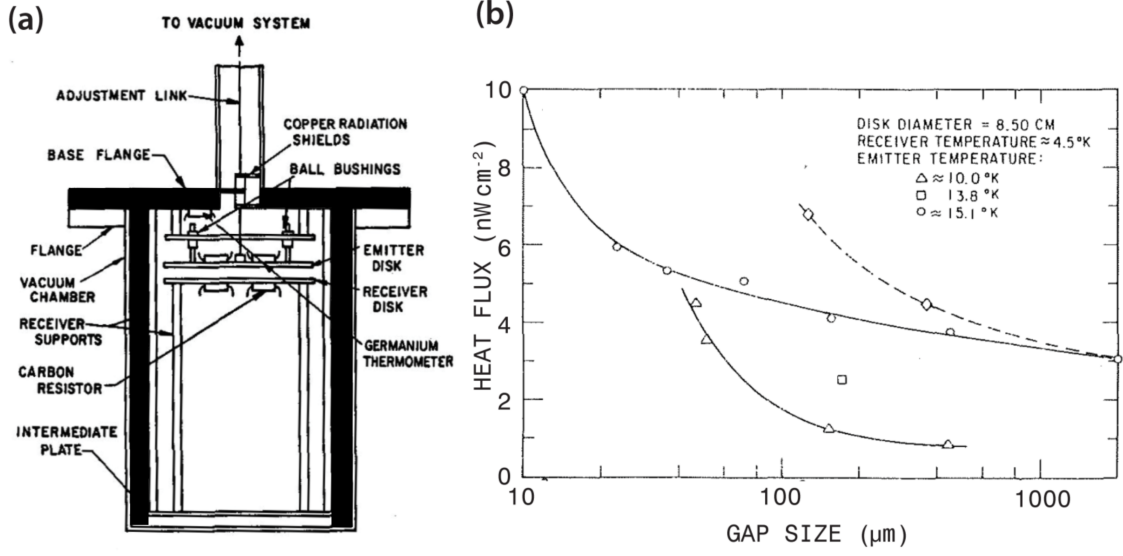 (a)
TO VACUUM SYSTEM
ADJUSTMENT LINK
COPPER RADIATION
SHIELDS
BASE FLANGE
BALL BUSHINGS
FLANGE
VACUUM
CHAMBER
EMITTER
DISK
RECEIVER
DISK
RECEIVER
SUPPORTS
GERMANIUM
THERMOMETER
CARBON
RESISTOR
INTERMEDIATE
PLATE
(b)
HEAT FLUX (nW cm-2)
10
8
6
4
2
0
DISK DIAMETER = 8.50 CM
RECEIVER TEMPERATURE ≈ 4.5°K
EMITTER TEMPERATURE:
△ ≈ 10.0 °K
□ 13.8 °K
○ ≈ 15.1 °K
10
100
1000
GAP SIZE (µm)